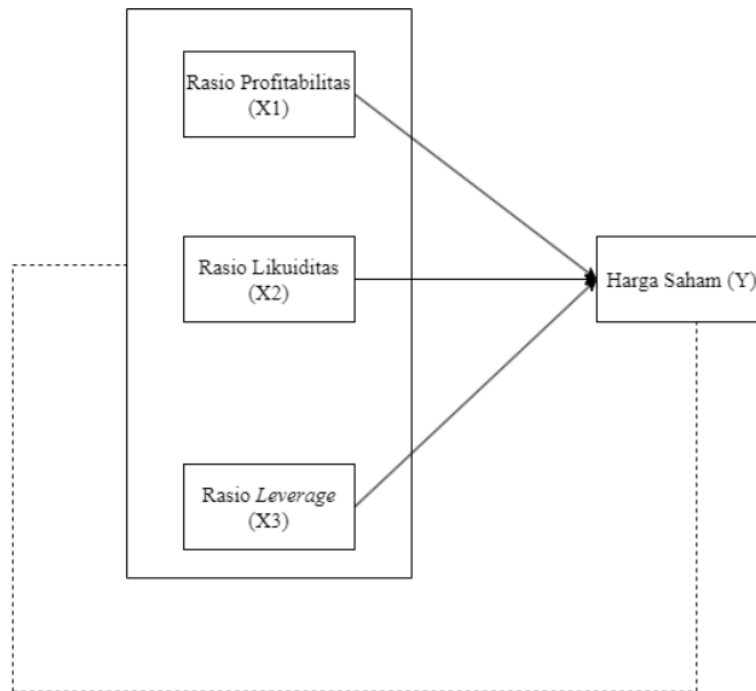 Rasio Profitabilitas
(X1)
Rasio Likuiditas
(X2)
Harga Saham (Y)
Rasio Leverage
(X3)